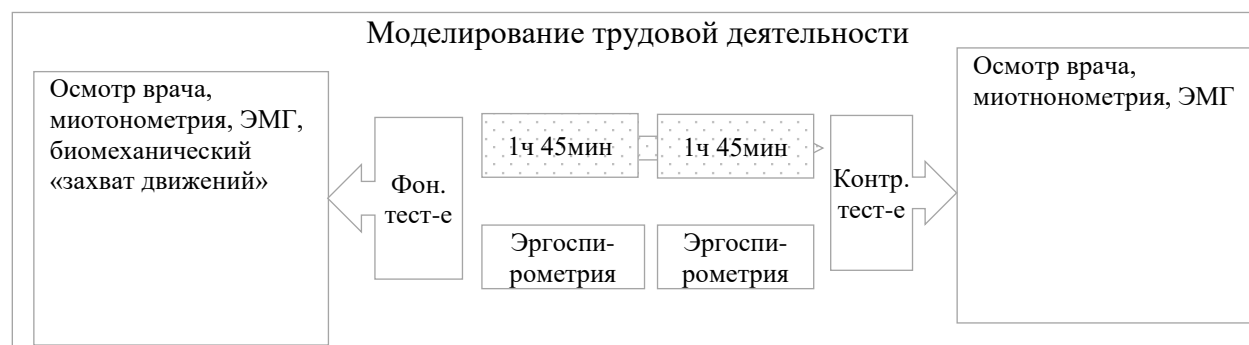 Моделирование трудовой деятельности
Осмотр врача,
миотонометрия, ЭМГ,
биомеханический
«захват движений»
Фон.
тест-е
1ч 45мин
1ч 45мин
Эргоспи-
рометрия
Эргоспи-
рометрия
Контр.
тест-е
Осмотр врача,
миотнонометрия, ЭМГ